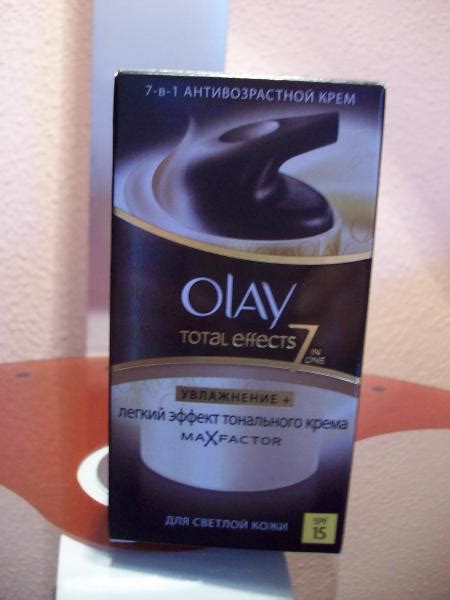 7-в-1 АНТИВОЗРАСТНОЙ КРЕМ
OLAY
TOTAL EFFECTS 7 IN ONE
УВЛАЖНЕНИЕ +
ЛЕГКИЙ ЭФФЕКТ ТОНАЛЬНОГО КРЕМА
MAXFACTOR
ДЛЯ СВЕТЛОЙ КОЖИ
SPF
15